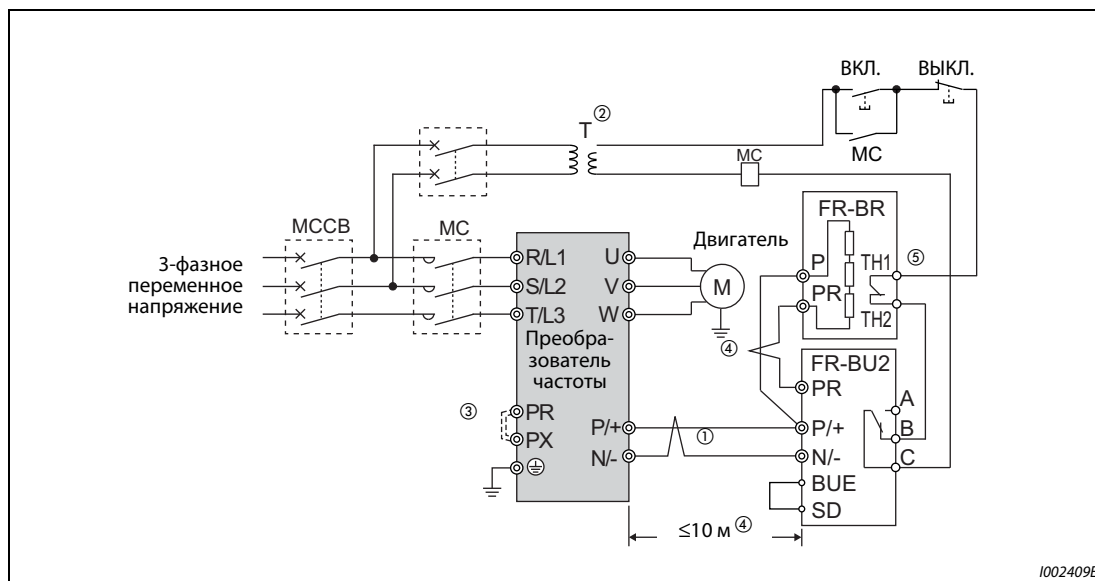 ВКЛ.
ВЫКЛ.
T ②
MC
MC
FR-BR
MCCB
MC
Двигатель
3-фазное
переменное
напряжение
R/L1
S/L2
T/L3
U
V
W
M
P
PR
TH1
TH2
⑤
Преобра-
зователь
частоты
④
FR-BU2
③
PR
PX
P/+
N/-
①
PR
P/+
N/-
BUE
SD
A
B
C
≤10 м ④
I002409E